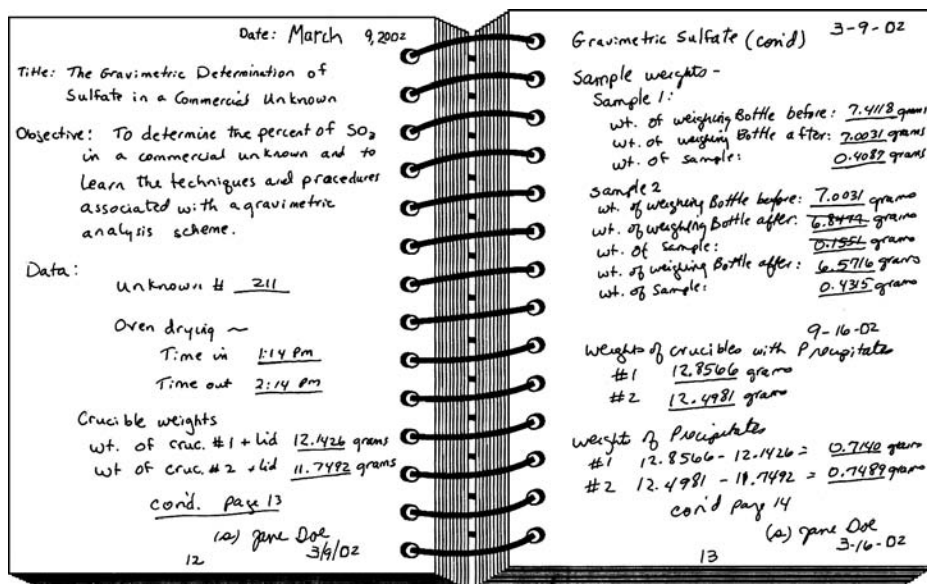 Date: March 9, 2002
Title: The Gravimetric Determination of
Sulfate in a Commercial Unknown
Objective: To determine the percent of SO3
in a commercial unknown and to
learn the techniques and procedures
associated with a gravimetric
analysis scheme.
Data:
Unknown # 211
Oven drying ~
Time in 1:14 pm
Time out 2:14 pm
Crucible weights
wt. of cruc. #1 + lid 12.1426 grams
wt of cruc. #2 + lid 11.7492 grams
con'd. page 13
(s) Jane Doe
3/9/02
12
Gravimetric Sulfate (con'd) 3-9-02
Sample weights -
Sample 1:
wt. of weighing Bottle before: 7.4118 grams
wt. of weighing Bottle after: 7.0031 grams
wt. of sample: 0.4087 grams
Sample 2
wt. of weighing Bottle before: 7.0031 grams
wt. of weighing Bottle after: grams
wt. of sample: 0.1551 grams
wt. of weighing Bottle after: 6.5716 grams
wt. of sample: 0.4315 grams
9-16-02
Weights of crucibles with Precipitates
#1 12.8566 grams
#2 12.4981 grams
Weights of Precipitates
#1 12.8566 - 12.1426 = 0.7140 grams
#2 12.4981 - 11.7492 = 0.7489 grams
con'd page 14
(s) Jane Doe
3-16-02
13